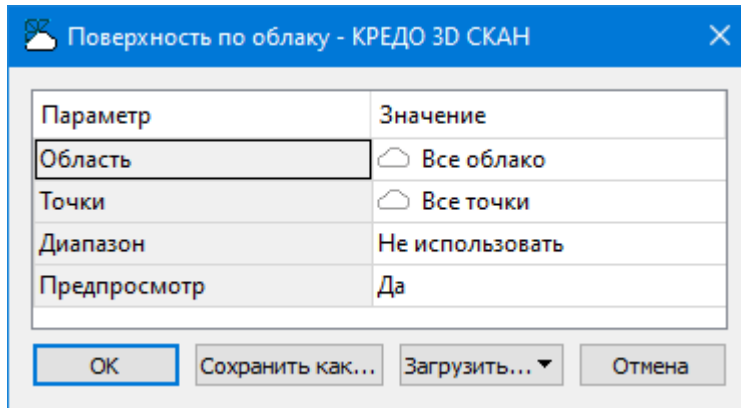 Поверхность по облаку - КРЕДО 3D СКАН
Параметр Значение
Область Все облако
Точки Все точки
Диапазон Не использовать
Предпросмотр Да
ОК Сохранить как... Загрузить... Отмена